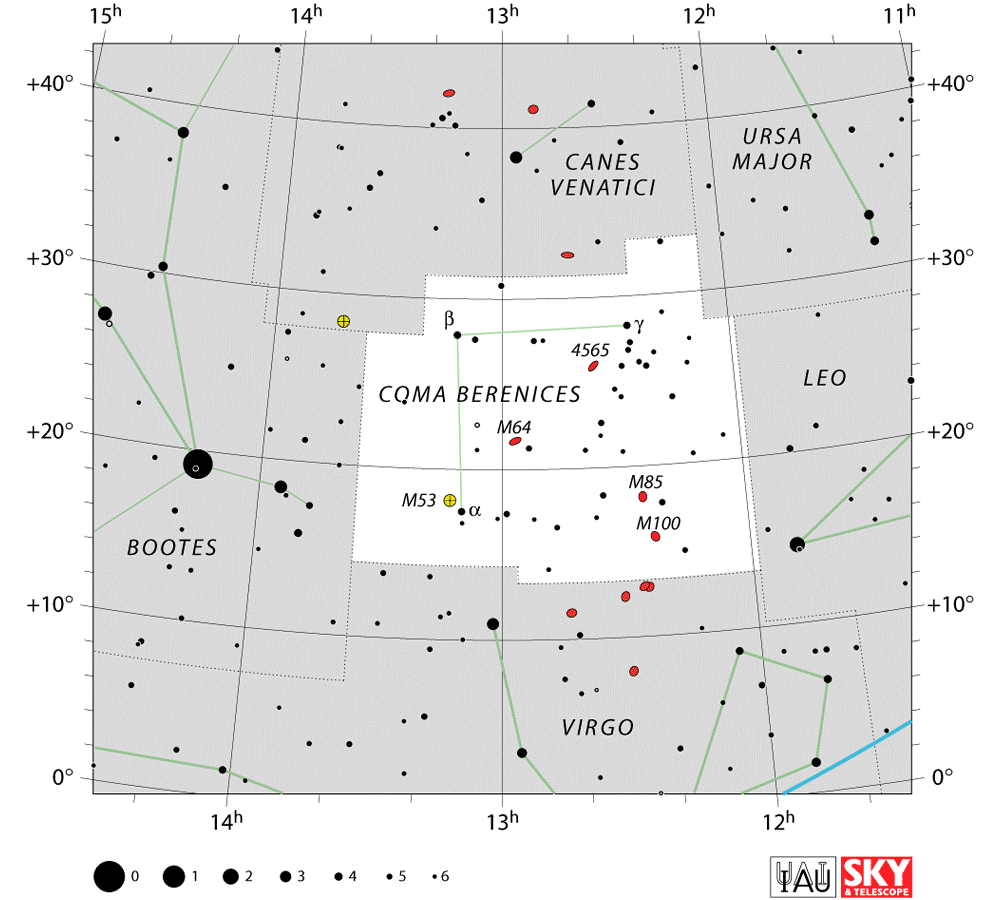 15h 14h 13h 12h 11h
+40° +40°
URSA
MAJOR
CANES
VENATICI
+30° +30°
β γ
4565
LEO
COMA BERENICES
M64
+20° +20°
M85
M53 α
M100
BOOTES
+10° +10°
VIRGO
0° 0°
14h 13h 12h
0 1 2 3 4 5 6
IAU
SKY
& TELESCOPE